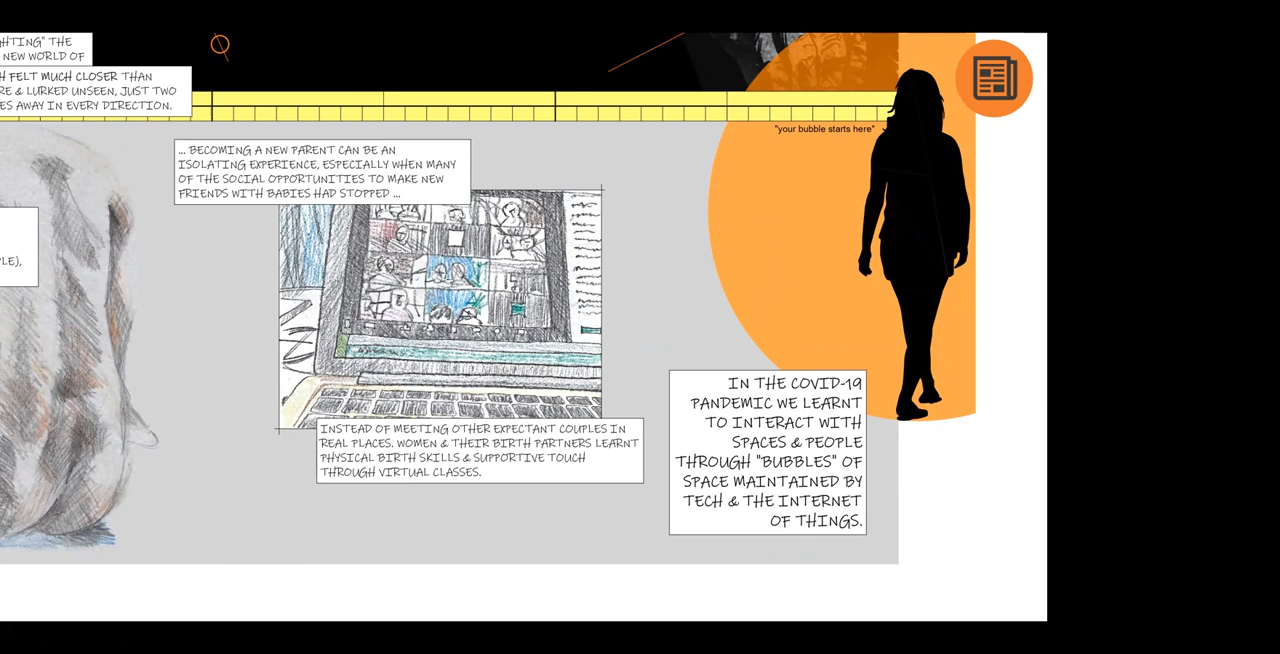 HTING" THE
NEW WORLD OF
H FELT MUCH CLOSER THAN
RE & LURKED UNSEEN, JUST TWO
ES AWAY IN EVERY DIRECTION.
"your bubble starts here"
... BECOMING A NEW PARENT CAN BE AN
ISOLATING EXPERIENCE, ESPECIALLY WHEN MANY
OF THE SOCIAL OPPORTUNITIES TO MAKE NEW
FRIENDS WITH BABIES HAD STOPPED ...
PLE),
INSTEAD OF MEETING OTHER EXPECTANT COUPLES IN
REAL PLACES. WOMEN & THEIR BIRTH PARTNERS LEARNT
PHYSICAL BIRTH SKILLS & SUPPORTIVE TOUCH
THROUGH VIRTUAL CLASSES.
IN THE COVID-19
PANDEMIC WE LEARNT
TO INTERACT WITH
SPACES & PEOPLE
THROUGH "BUBBLES" OF
SPACE MAINTAINED BY
TECH & THE INTERNET
OF THINGS.